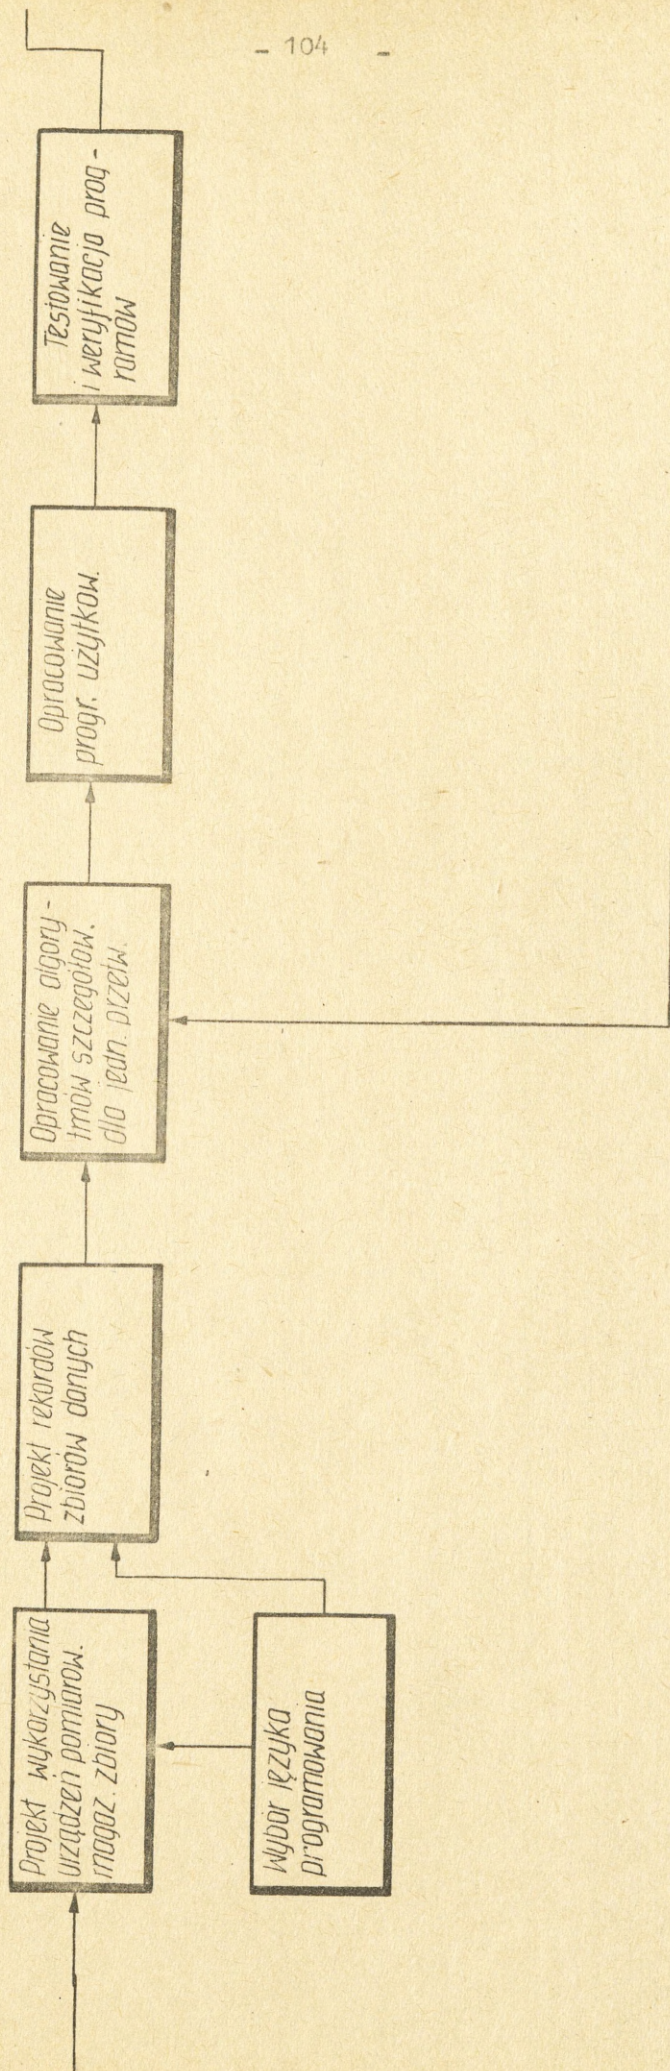 - 104 -
Testowanie
i weryfikacja prog-
ramów
Opracowanie
progr. użytkow.
Opracowanie algory-
tmów szczegółow.
dla jedn. przetw.
Projekt rekordów
zbiorów danych
Projekt wykorzystania
urządzeń pomiarow.
magaz. zbiory
Wybór języka
programowania